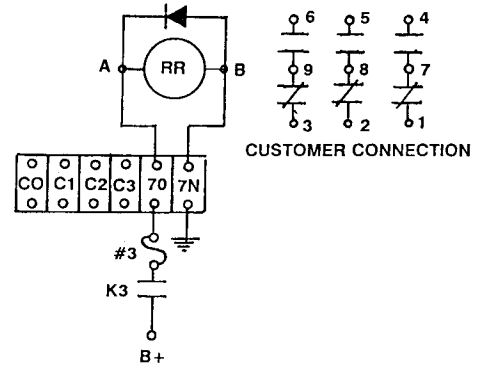 6 5 4
A RR B
9 8 7
3 2 1
CUSTOMER CONNECTION
CO C1 C2 C3 70 7N
#3
K3
B+